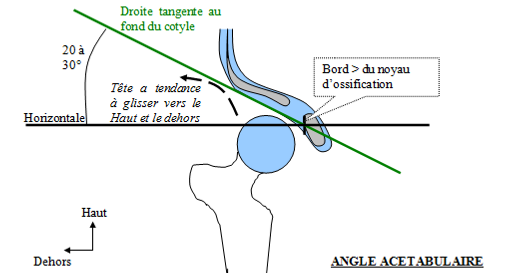 Droite tangente au
fond du cotyle
20 à
30°
Tête a tendance
à glisser vers le
Haut et le dehors
Bord > du noyau
d'ossification
Horizontale
Haut
Dehors
ANGLE ACETABULAIRE